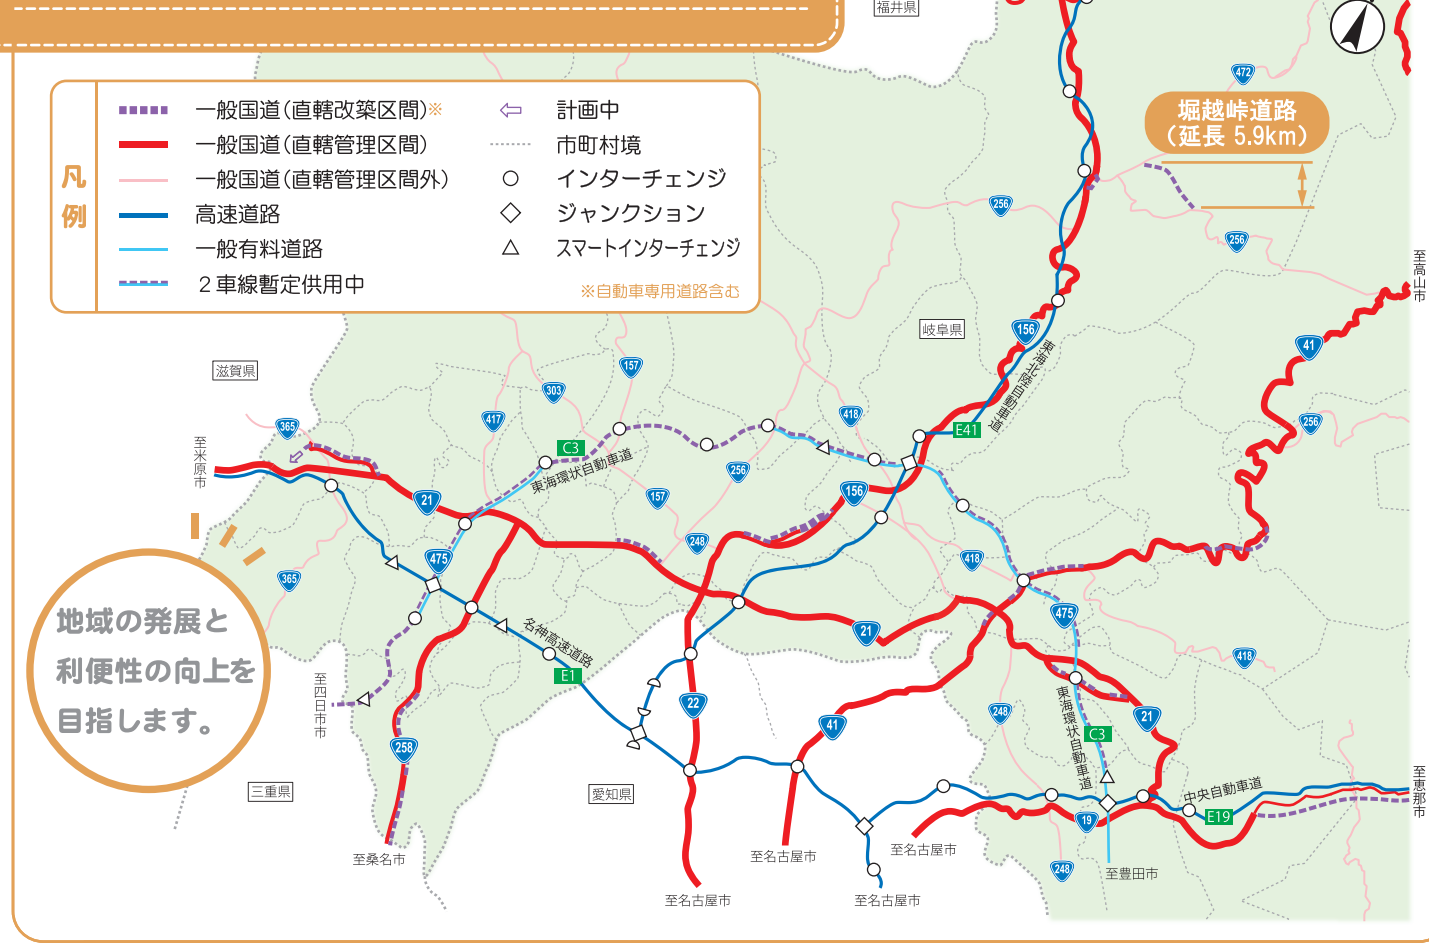 福井県
凡例
一般国道(直轄改築区間)※
一般国道(直轄管理区間)
一般国道(直轄管理区間外)
高速道路
一般有料道路
2車線暫定供用中
計画中
市町村境
インターチェンジ
ジャンクション
スマートインターチェンジ
※自動車専用道路含む
472
堀越峠道路
(延長 5.9km)
256
256
至高山市
岐阜県
156
41
東海北陸自動車道
滋賀県
157
303
417
418
256
365
E41
至米原市
C3
東海環状自動車道
256
157
156
21
248
475
418
365
475
地域の発展と
利便性の向上を
目指します。
名神高速道路
E1
21
418
至四日市市
22
248
41
21
258
東海環状自動車道
C3
三重県
愛知県
中央自動車道
E19
19
至恵那市
至桑名市
至名古屋市
至名古屋市
248
至豊田市
至名古屋市
至名古屋市